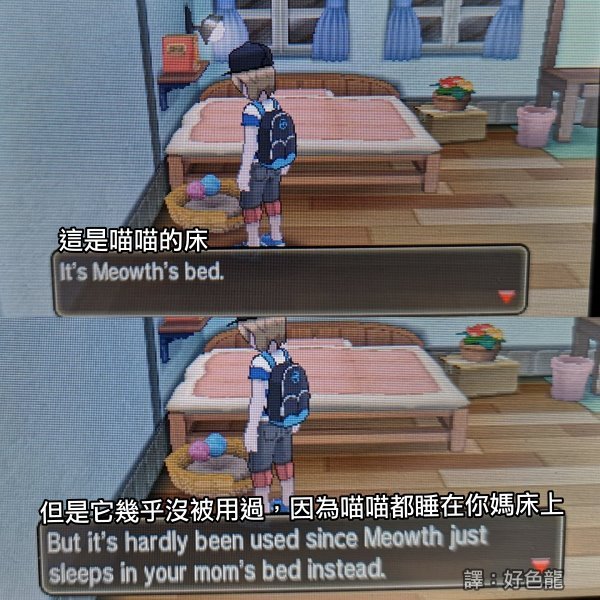 這是喵喵的床
It's Meowth's bed.
但是它幾乎沒被用過，因為喵喵都睡在你媽床上
But it's hardly been used since Meowth just
sleeps in your mom's bed instead.
譯：好色龍